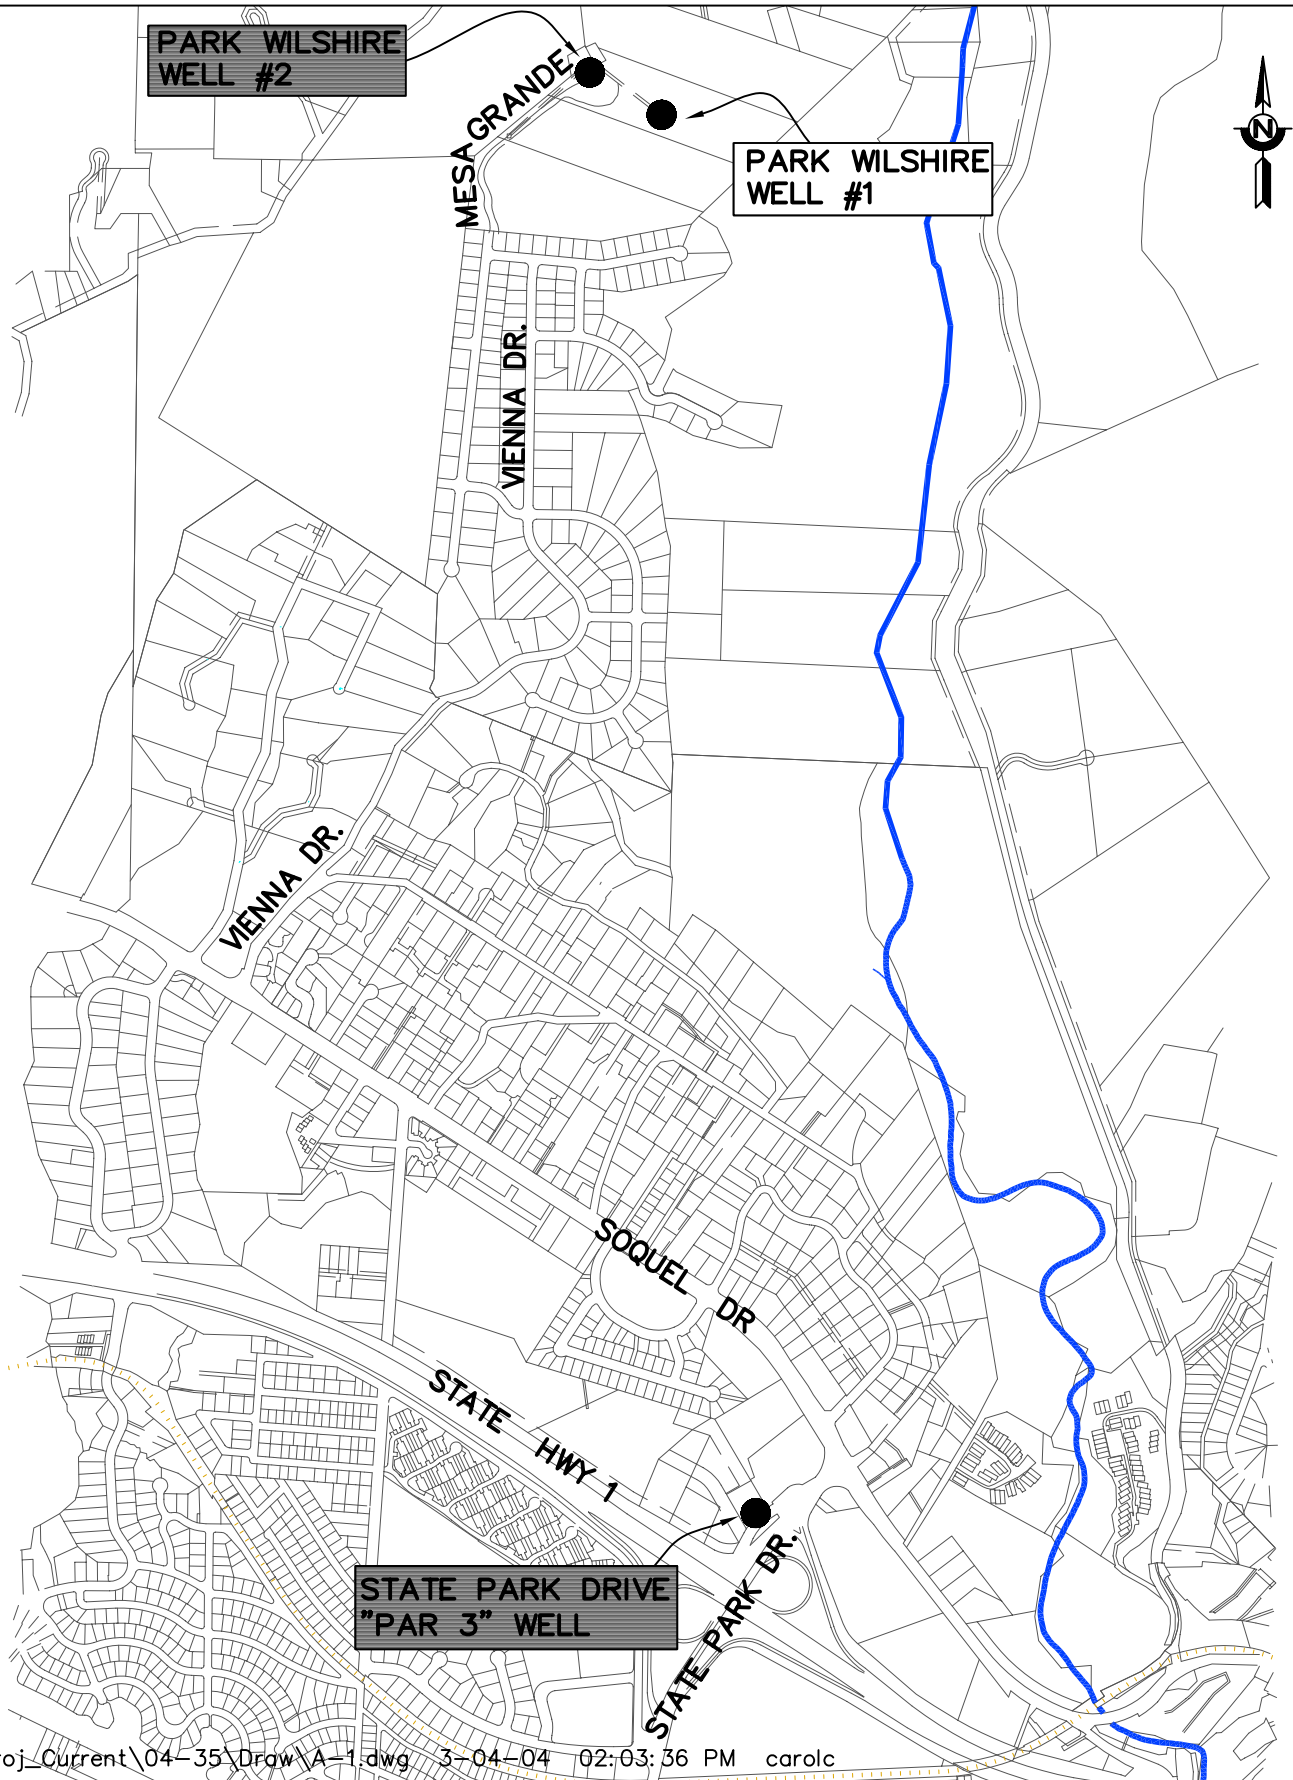 PARK WILSHIRE
WELL #2
MESA GRANDE
N
PARK WILSHIRE
WELL #1
VIENNA DR.
VIENNA DR.
SOQUEL DR
STATE HWY 1
STATE PARK DRIVE
"PAR 3" WELL
STATE PARK DR.
roj_Current\04-35\Draw\A-1.dwg 3-04-04 02:03:36 PM carolc